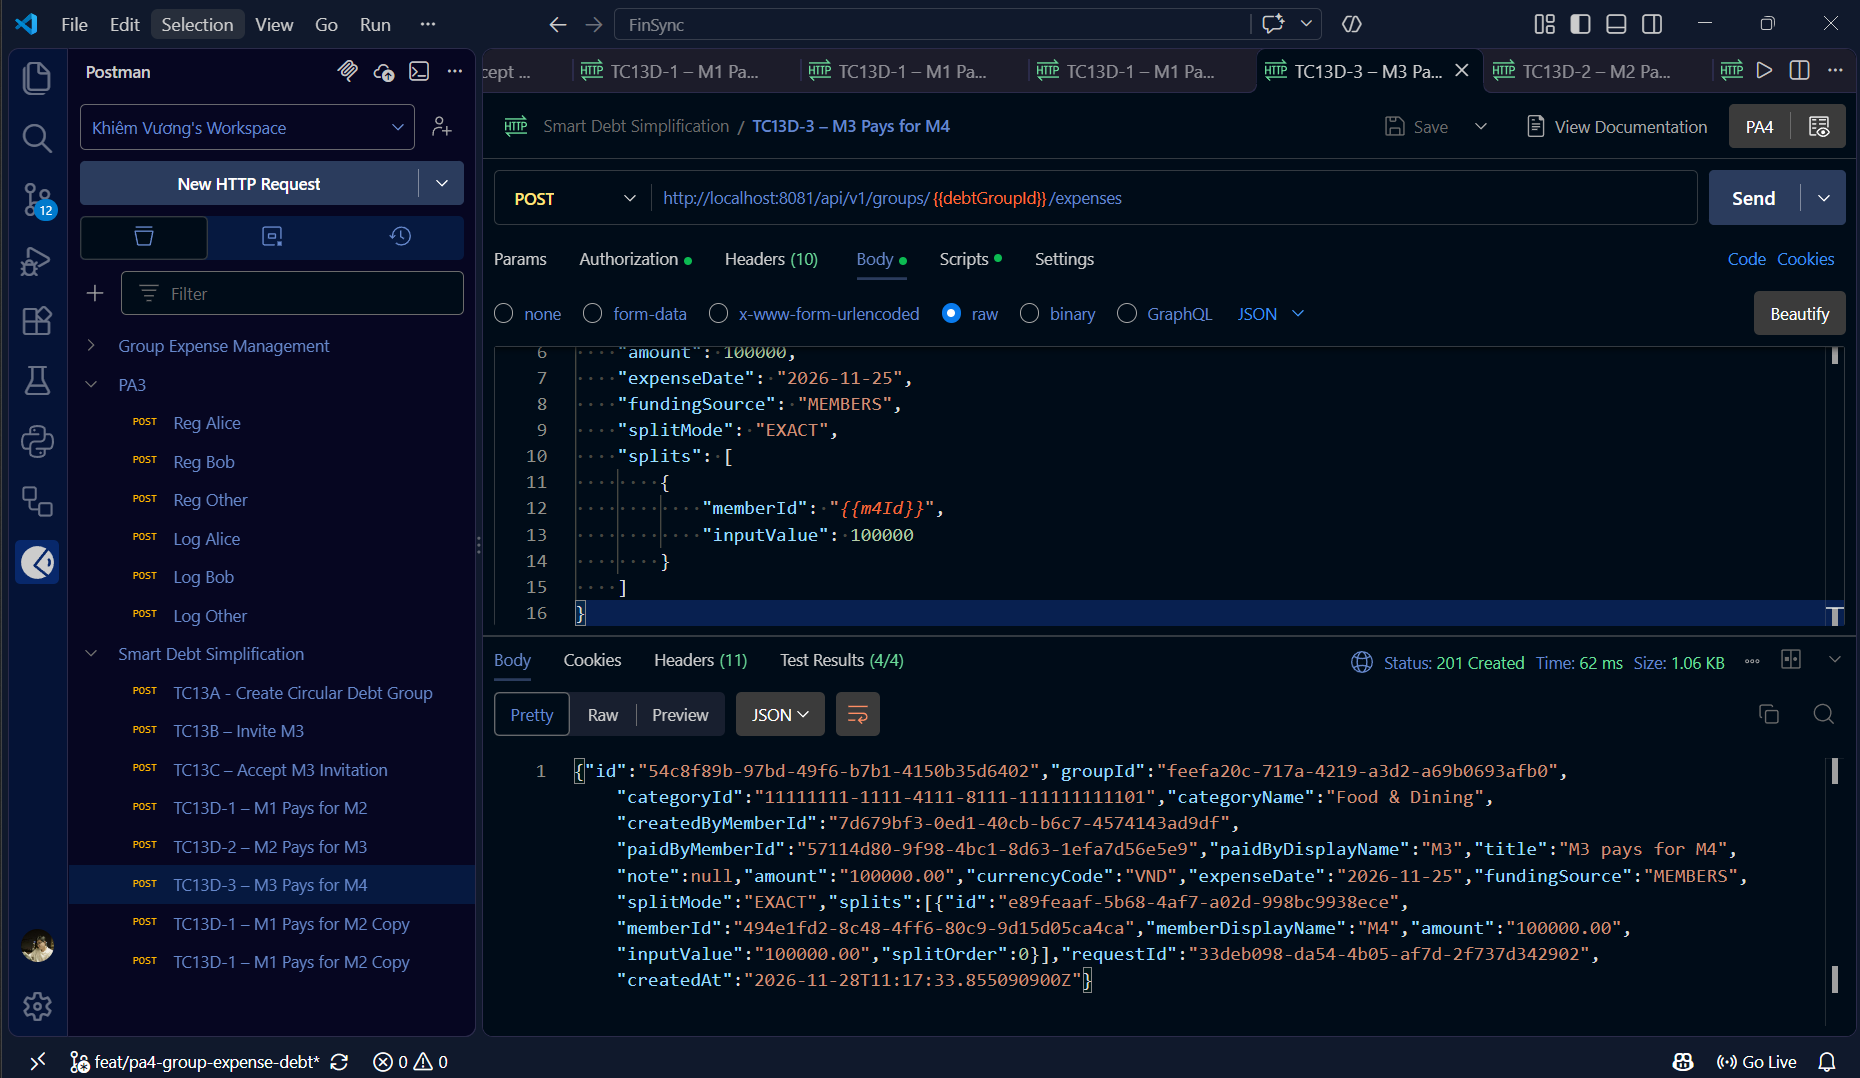 File Edit Selection View Go Run ···
FinSync
Postman
Khiêm Vương's Workspace
New HTTP Request
Filter
Group Expense Management
PA3
POST Reg Alice
POST Reg Bob
POST Reg Other
POST Log Alice
POST Log Bob
POST Log Other
Smart Debt Simplification
POST TC13A - Create Circular Debt Group
POST TC13B – Invite M3
POST TC13C – Accept M3 Invitation
POST TC13D-1 – M1 Pays for M2
POST TC13D-2 – M2 Pays for M3
POST TC13D-3 – M3 Pays for M4
POST TC13D-1 – M1 Pays for M2 Copy
POST TC13D-1 – M1 Pays for M2 Copy
12
cept ... HTTP TC13D-1 – M1 Pa... HTTP TC13D-1 – M1 Pa... HTTP TC13D-1 – M1 Pa... HTTP TC13D-3 – M3 Pa... HTTP TC13D-2 – M2 Pa... HTTP
HTTP Smart Debt Simplification / TC13D-3 – M3 Pays for M4 Save View Documentation PA4
POST http://localhost:8081/api/v1/groups/{{debtGroupId}}/expenses Send
Params Authorization Headers (10) Body Scripts Settings Code Cookies
none form-data x-www-form-urlencoded raw binary GraphQL JSON Beautify
6 "amount": 100000,
7 "expenseDate": "2026-11-25",
8 "fundingSource": "MEMBERS",
9 "splitMode": "EXACT",
10 "splits": [
11 {
12 "memberId": "{{m4Id}}",
13 "inputValue": 100000
14 }
15 ]
16 }
Body Cookies Headers (11) Test Results (4/4) Status: 201 Created Time: 62 ms Size: 1.06 KB
Pretty Raw Preview JSON
1 {"id":"54c8f89b-97bd-49f6-b7b1-4150b35d6402","groupId":"feefa20c-717a-4219-a3d2-a69b0693afb0",
"categoryId":"11111111-1111-4111-8111-111111111101","categoryName":"Food & Dining",
"createdByMemberId":"7d679bf3-0ed1-40cb-b6c7-4574143ad9df",
"paidByMemberId":"57114d80-9f98-4bc1-8d63-1efa7d56e5e9","paidByDisplayName":"M3","title":"M3 pays for M4",
"note":null,"amount":"100000.00","currencyCode":"VND","expenseDate":"2026-11-25","fundingSource":"MEMBERS",
"splitMode":"EXACT","splits":[{"id":"e89feaaf-5b68-4af7-a02d-998bc9938ece",
"memberId":"494e1fd2-8c48-4ff6-80c9-9d15d05ca4ca","memberDisplayName":"M4","amount":"100000.00",
"inputValue":"100000.00","splitOrder":0}],"requestId":"33deb098-da54-4b05-af7d-2f737d342902",
"createdAt":"2026-11-28T11:17:33.855090900Z"}
feat/pa4-group-expense-debt* 0 0 Go Live